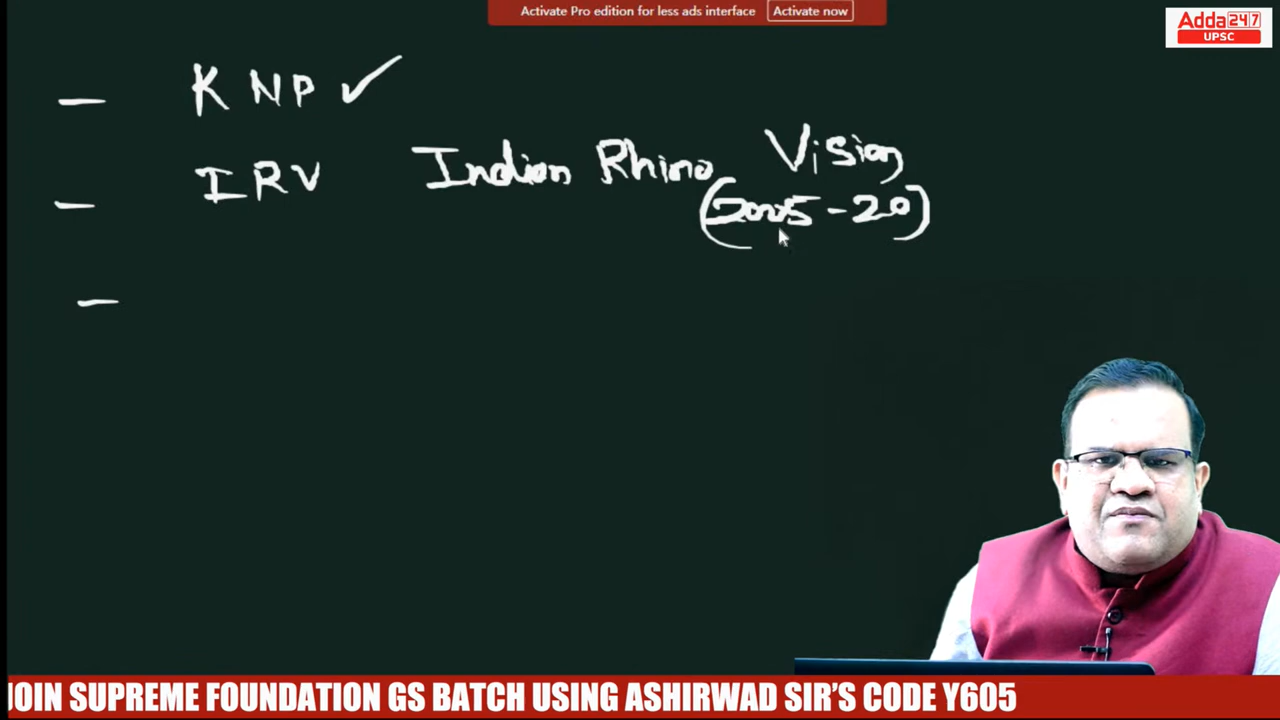 Activate Pro edition for less ads interface Activate now
Adda247
UPSC
- KNP ✓
- IRV Indian Rhino Vision
(2005-20)
-
JOIN SUPREME FOUNDATION GS BATCH USING ASHIRWAD SIR'S CODE Y605